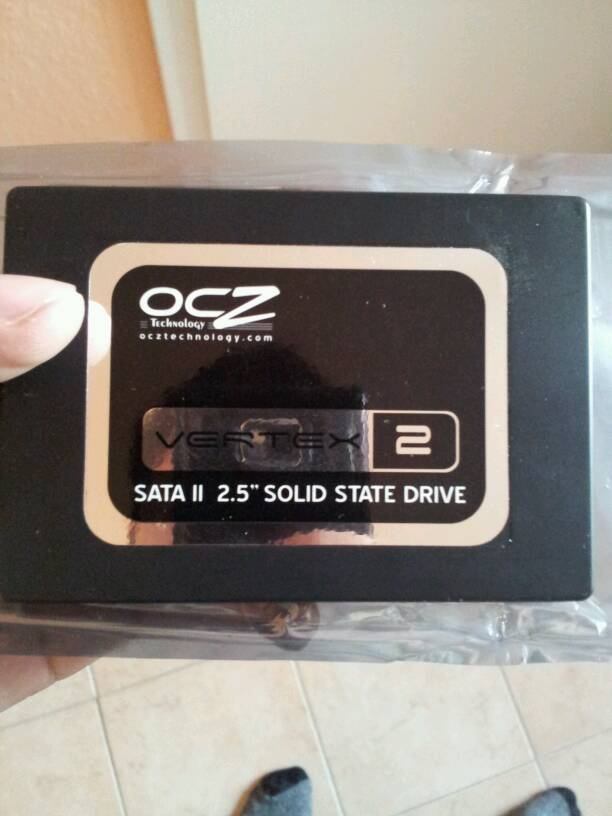 OCZ
Technology
ocztechnology.com
VERTEX 2
SATA II 2.5" SOLID STATE DRIVE